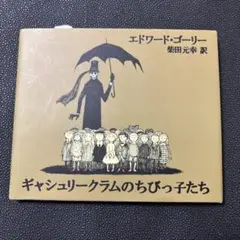 エドワード・ゴーリー
柴田元幸 訳
ギャシュリークラムのちびっ子たち